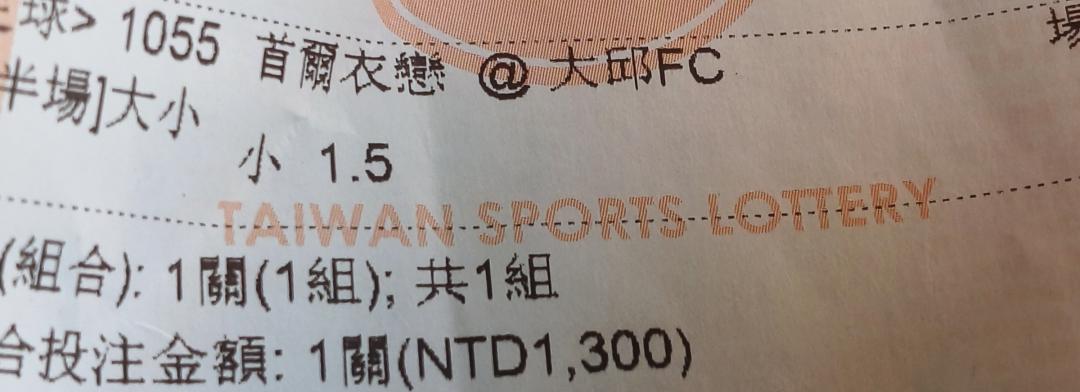 球> 1055 首爾衣戀 @ 大邱FC 場
半場]大小
小 1.5
TAIWAN SPORTS LOTTERY
(組合): 1關(1組); 共1組
合投注金額: 1關(NTD1,300)